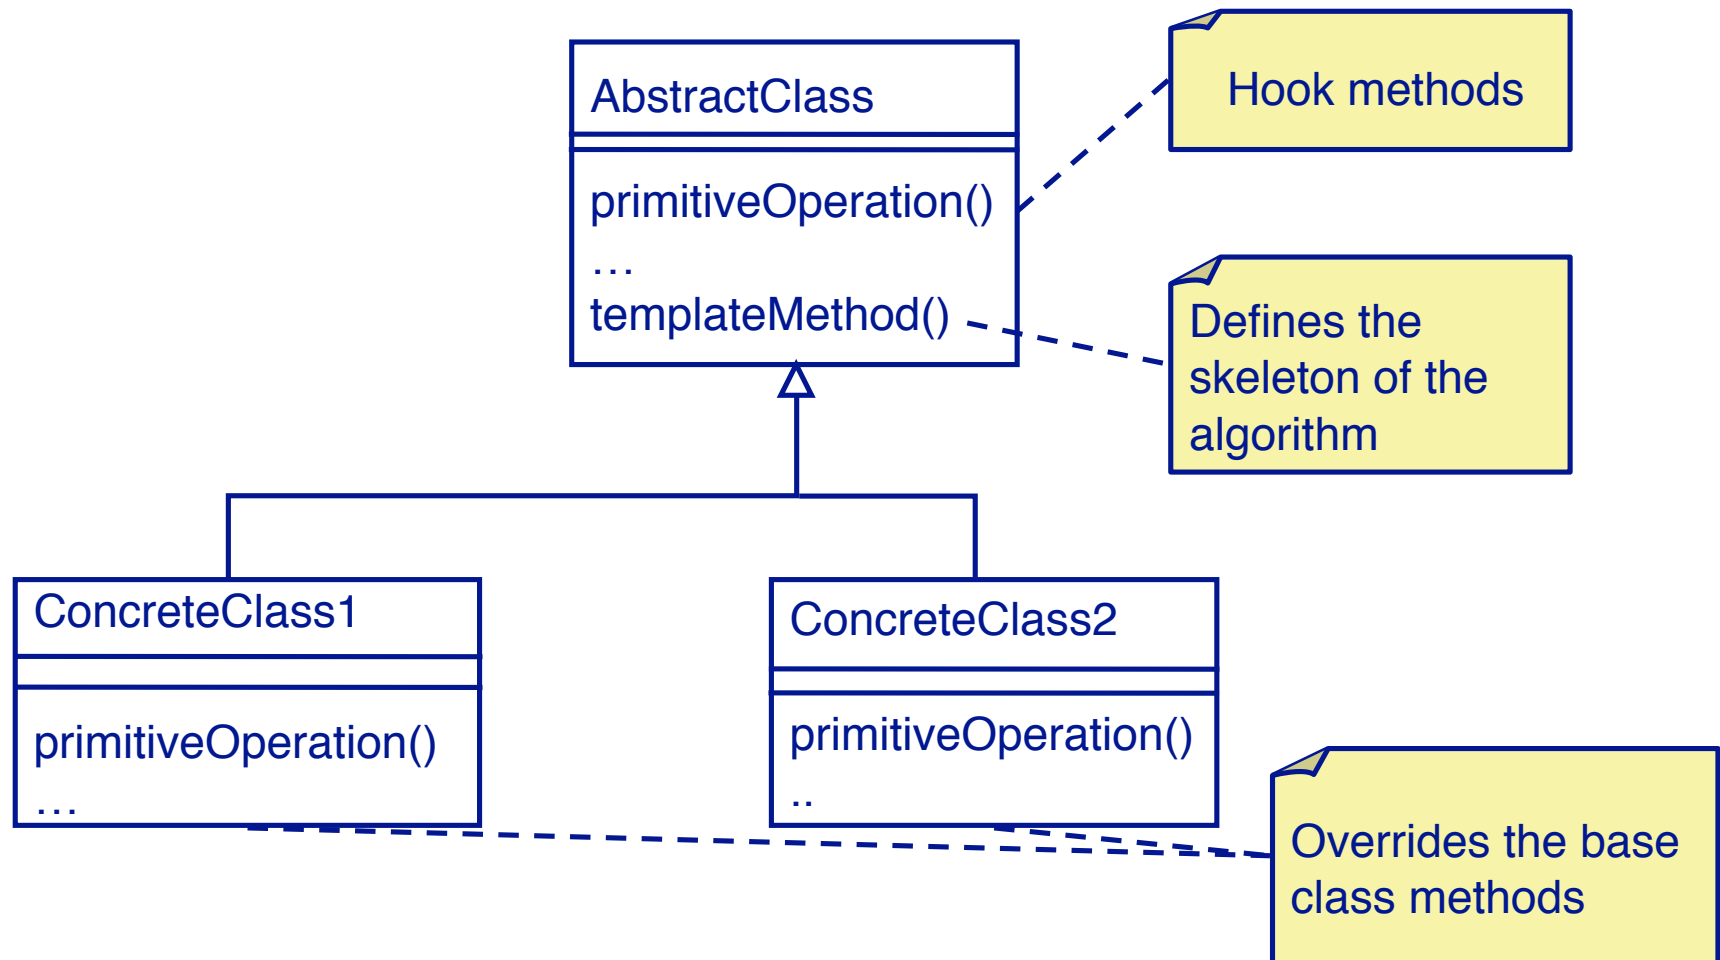 AbstractClass
primitiveOperation()
…
templateMethod()
Hook methods
Defines the
skeleton of the
algorithm
ConcreteClass1
primitiveOperation()
…
ConcreteClass2
primitiveOperation()
..
Overrides the base
class methods